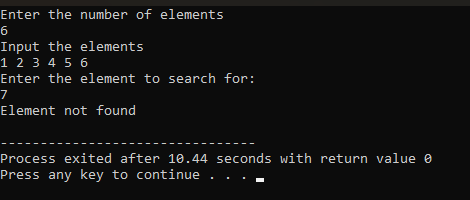 Enter the number of elements
6
Input the elements
1 2 3 4 5 6
Enter the element to search for:
7
Element not found
--------------------------------
Process exited after 10.44 seconds with return value 0
Press any key to continue . . .